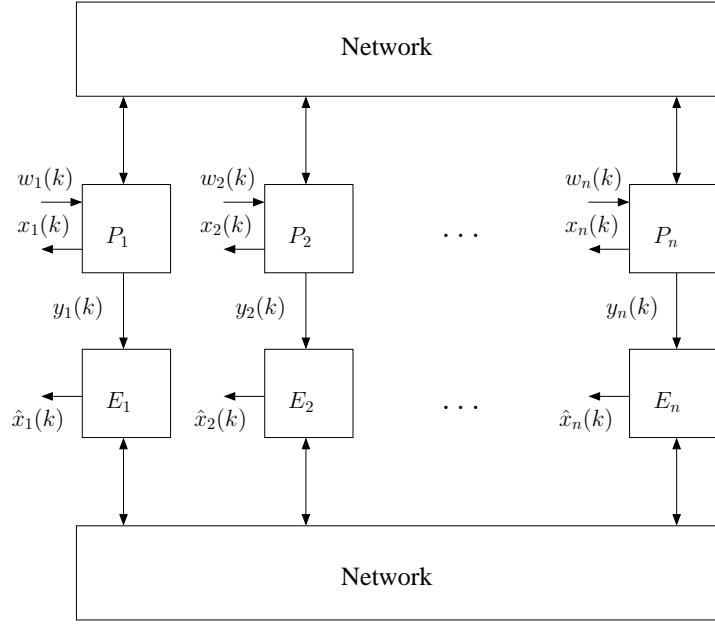 Network
w₁(k) w₂(k) wₙ(k)
x₁(k) P₁ x₂(k) P₂ . . . xₙ(k) Pₙ
y₁(k) y₂(k) yₙ(k)
E₁ E₂ . . . Eₙ
x̂₁(k) x̂₂(k) x̂ₙ(k)
Network